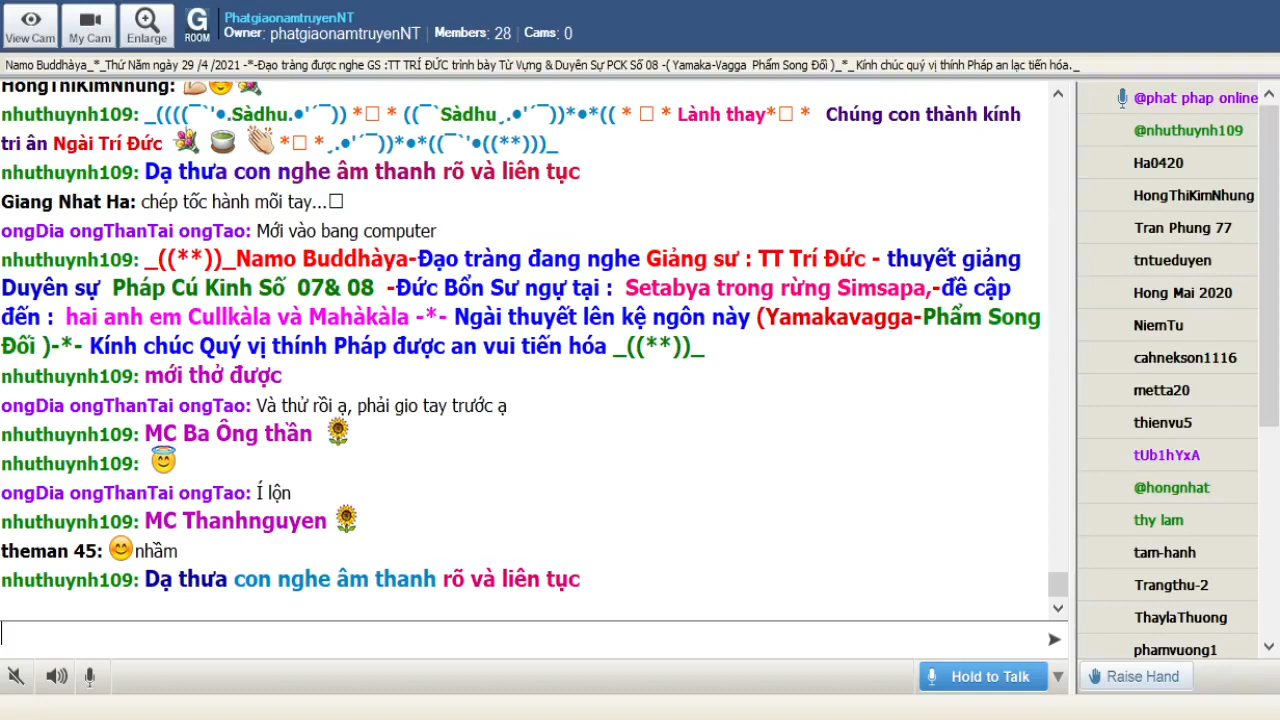 View Cam
My Cam
Enlarge
G
ROOM
PhatgiaonamtruyenNT
Owner: phatgiaonamtruyenNT | Members: 28 | Cams: 0
Namo Buddhàya_*_Thứ Năm ngày 29 /4 /2021 -*-Đạo tràng được nghe GS :TT TRÍ ĐỨC trình bày Từ Vựng & Duyên Sự PCK Số 08 -( Yamaka-Vagga Phẩm Song Đối )_*_ Kính chúc quý vị thính Pháp an lạc tiến hóa._
HongThiKimNhung:
nhuthuynh109: _((((¯`'•.Sàdhu.•'´¯)) *□ * ((¯`Sàdhu¸.•'´¯))*•*(( * □ * Lành thay*□ * Chúng con thành kính
tri ân Ngài Trí Đức *□ *¸.•'´¯))*•*((¯`'•((**)))_
nhuthuynh109: Dạ thưa con nghe âm thanh rõ và liên tục
Giang Nhat Ha: chép tốc hành mõi tay...□
ongDia ongThanTai ongTao: Mới vào bang computer
nhuthuynh109: _((**))_Namo Buddhàya-Đạo tràng đang nghe Giảng sư : TT Trí Đức - thuyết giảng
Duyên sự Pháp Cú Kinh Số 07& 08 -Đức Bổn Sư ngự tại : Setabya trong rừng Simsapa,-đề cập
đến : hai anh em Cullkàla và Mahàkàla -*- Ngài thuyết lên kệ ngôn này (Yamakavagga-Phẩm Song
Đối )-*- Kính chúc Quý vị thính Pháp được an vui tiến hóa _((**))_
nhuthuynh109: mới thở được
ongDia ongThanTai ongTao: Và thử rồi ạ, phải gio tay trước ạ
nhuthuynh109: MC Ba Ông thần
nhuthuynh109:
ongDia ongThanTai ongTao: Í lộn
nhuthuynh109: MC Thanhnguyen
theman 45: nhầm
nhuthuynh109: Dạ thưa con nghe âm thanh rõ và liên tục
@phat phap online
@nhuthuynh109
Ha0420
HongThiKimNhung
Tran Phung 77
tntueduyen
Hong Mai 2020
NiemTu
cahnekson1116
metta20
thienvu5
tUb1hYxA
@hongnhat
thy lam
tam-hanh
Trangthu-2
ThaylaThuong
phamvuong1
Hold to Talk
Raise Hand